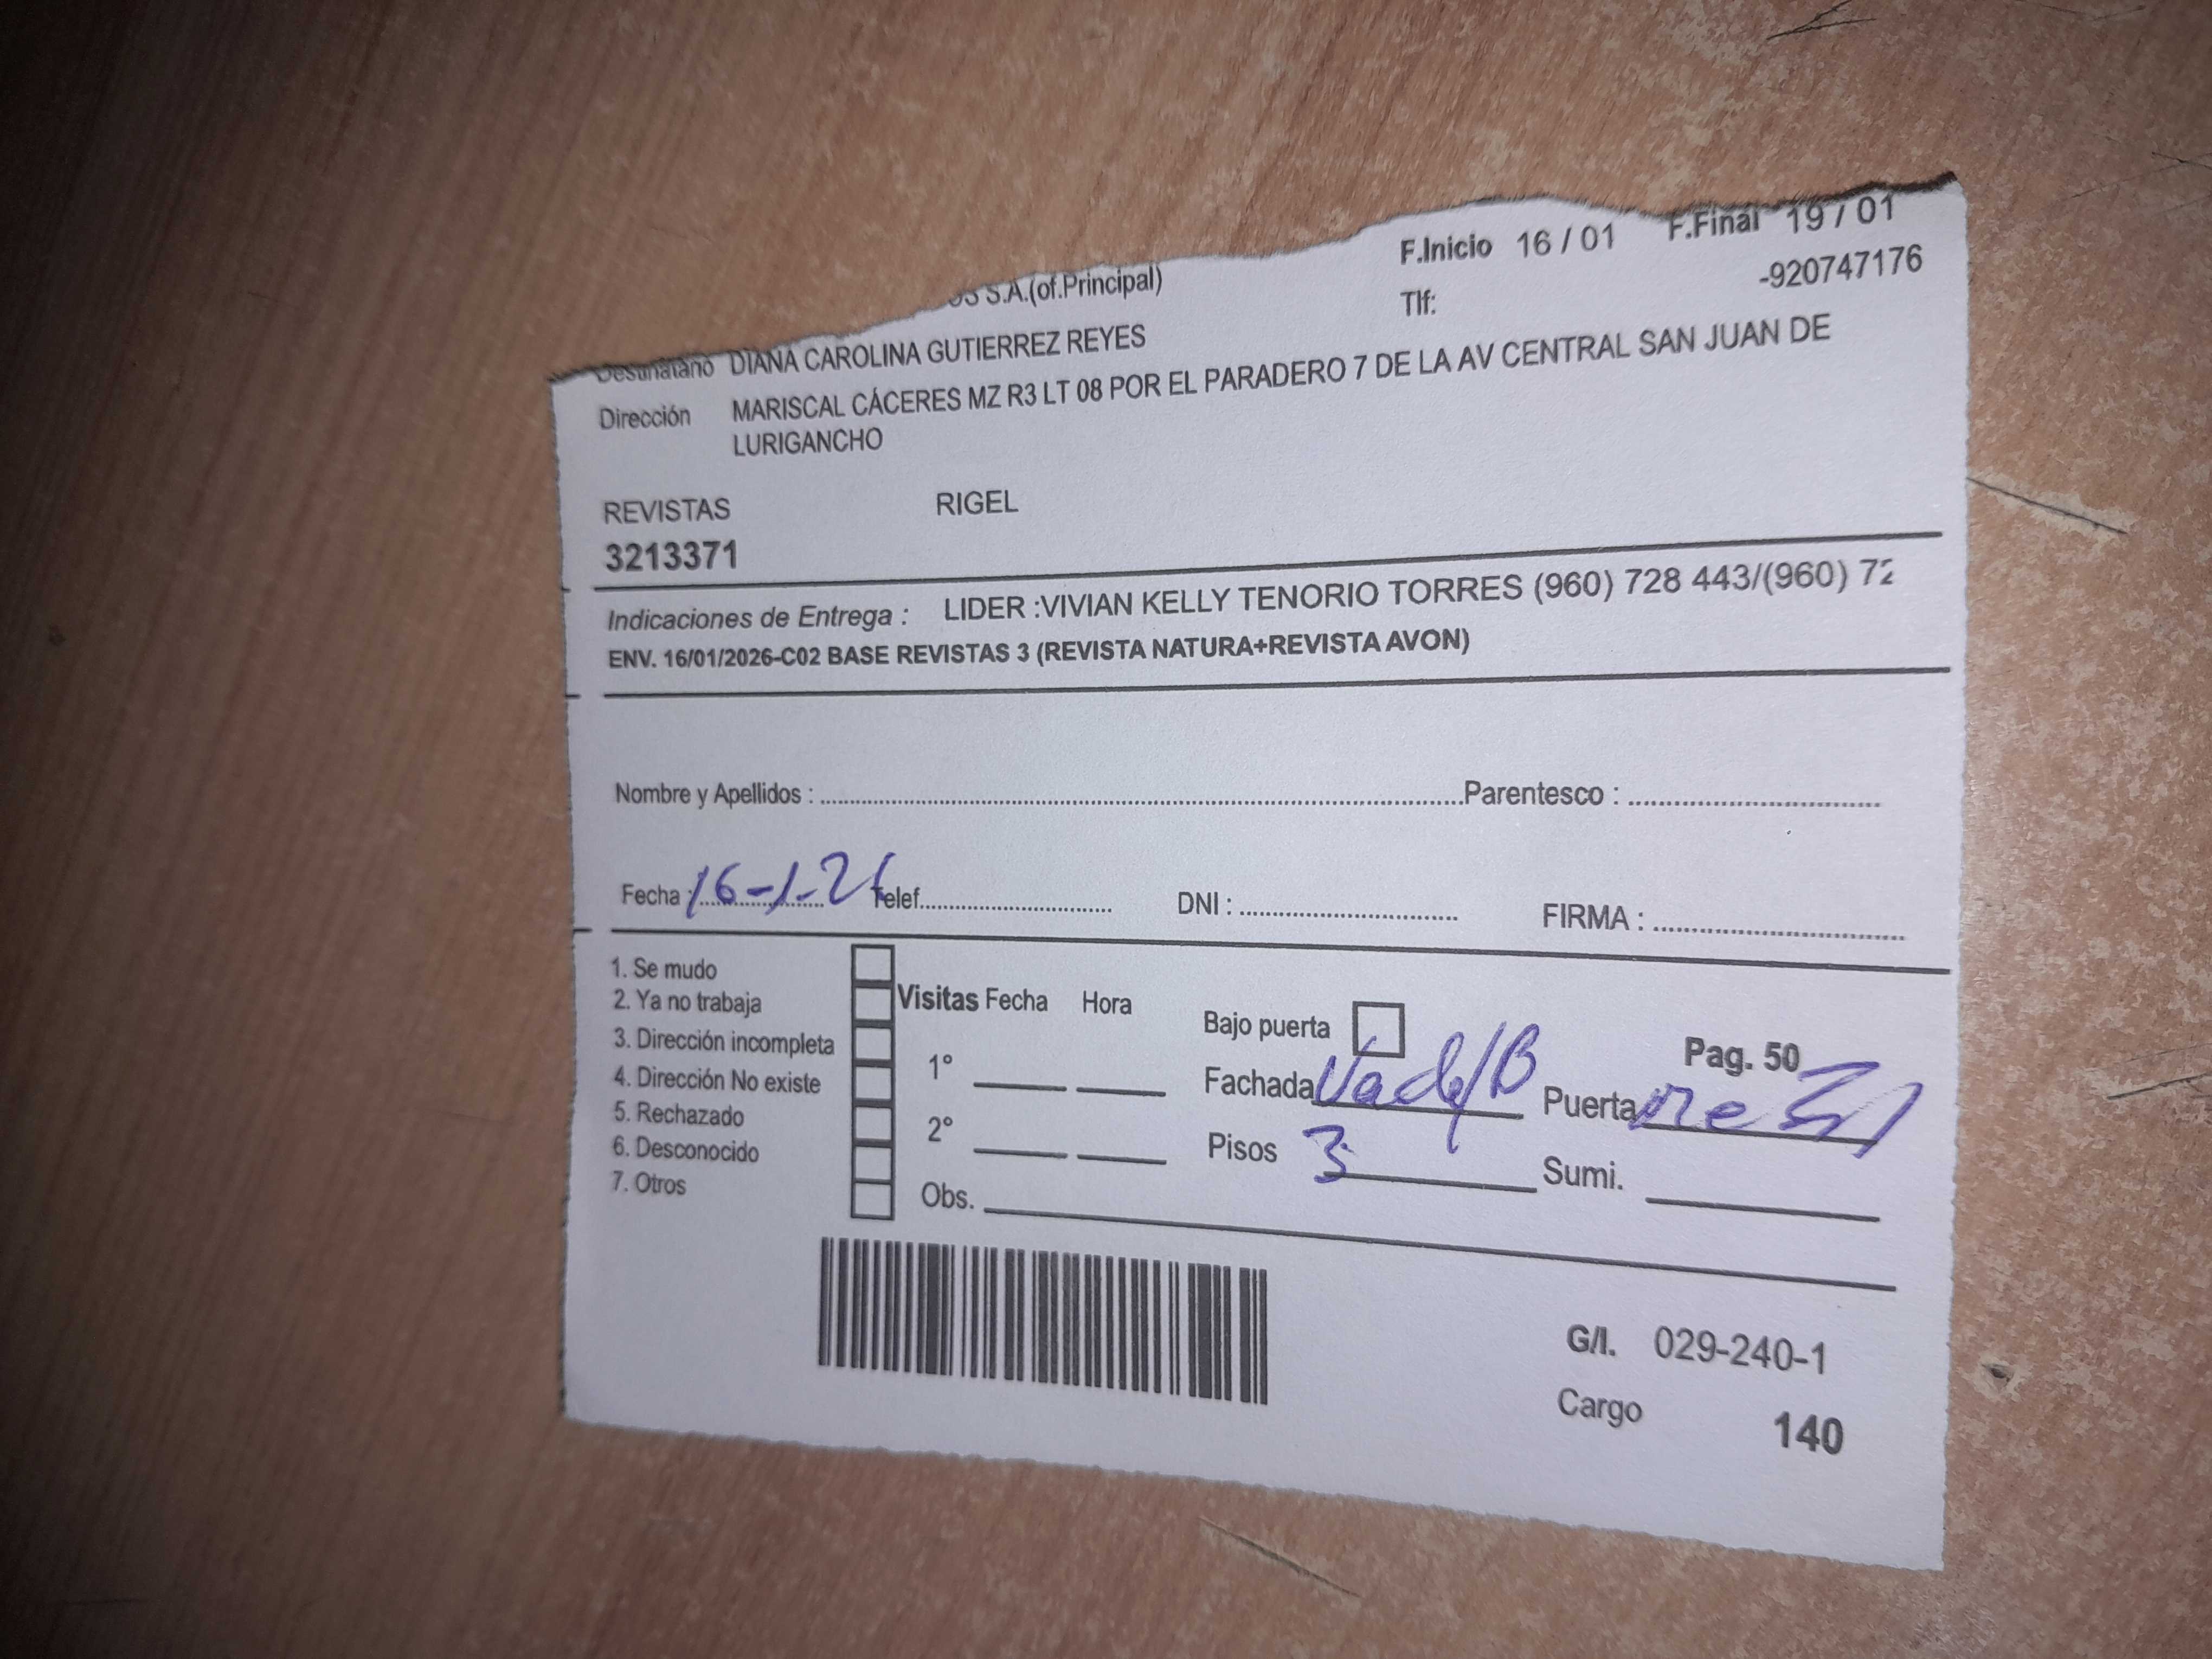 S.A.(of.Principal) F.Inicio 16 / 01 F.Final 19 / 01
Tlf: -920747176
Destinatario DIANA CAROLINA GUTIERREZ REYES
Dirección MARISCAL CÁCERES MZ R3 LT 08 POR EL PARADERO 7 DE LA AV CENTRAL SAN JUAN DE
LURIGANCHO
REVISTAS RIGEL
3213371
Indicaciones de Entrega : LIDER :VIVIAN KELLY TENORIO TORRES (960) 728 443/(960) 72
ENV. 16/01/2026-C02 BASE REVISTAS 3 (REVISTA NATURA+REVISTA AVON)
Nombre y Apellidos : Parentesco :
Fecha : 16-1-26 Telef. DNI : FIRMA :
1. Se mudo
2. Ya no trabaja
3. Dirección incompleta
4. Dirección No existe
5. Rechazado
6. Desconocido
7. Otros
Visitas Fecha Hora
1°
2°
Obs.
Bajo puerta Pag. 50
Fachada Puerta
Pisos 3 Sumi.
G/I. 029-240-1
Cargo 140